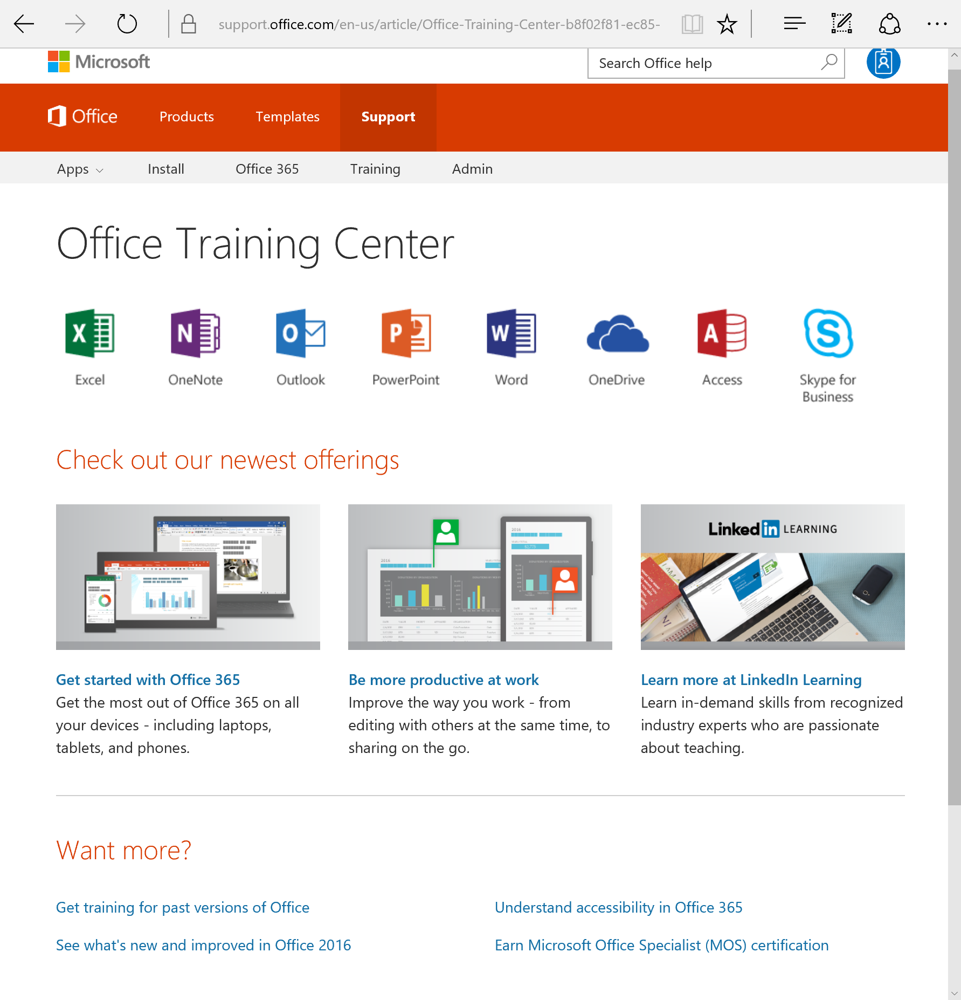 support.office.com/en-us/article/Office-Training-Center-b8f02f81-ec85-
Microsoft
Search Office help
Office
Products
Templates
Support
Apps
Install
Office 365
Training
Admin
Office Training Center
Excel
OneNote
Outlook
PowerPoint
Word
OneDrive
Access
Skype for
Business
Check out our newest offerings
2016
2016
LinkedIn LEARNING
Get started with Office 365
Get the most out of Office 365 on all
your devices - including laptops,
tablets, and phones.
Be more productive at work
Improve the way you work - from
editing with others at the same time, to
sharing on the go.
Learn more at LinkedIn Learning
Learn in-demand skills from recognized
industry experts who are passionate
about teaching.
Want more?
Get training for past versions of Office
Understand accessibility in Office 365
See what's new and improved in Office 2016
Earn Microsoft Office Specialist (MOS) certification